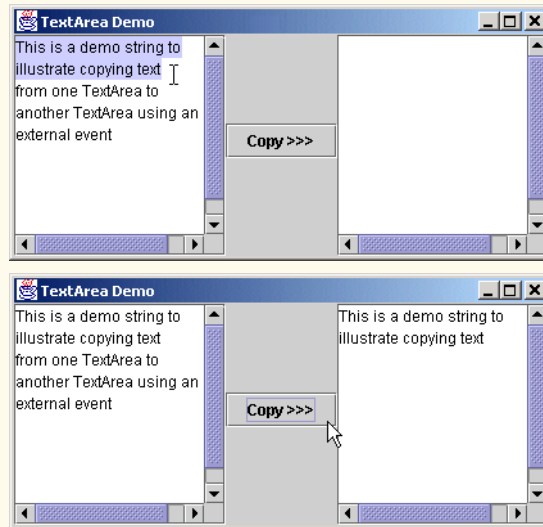 TextArea Demo
This is a demo string to
illustrate copying text
from one TextArea to
another TextArea using an
external event
Copy >>>
TextArea Demo
This is a demo string to
illustrate copying text
from one TextArea to
another TextArea using an
external event
Copy >>>
This is a demo string to
illustrate copying text